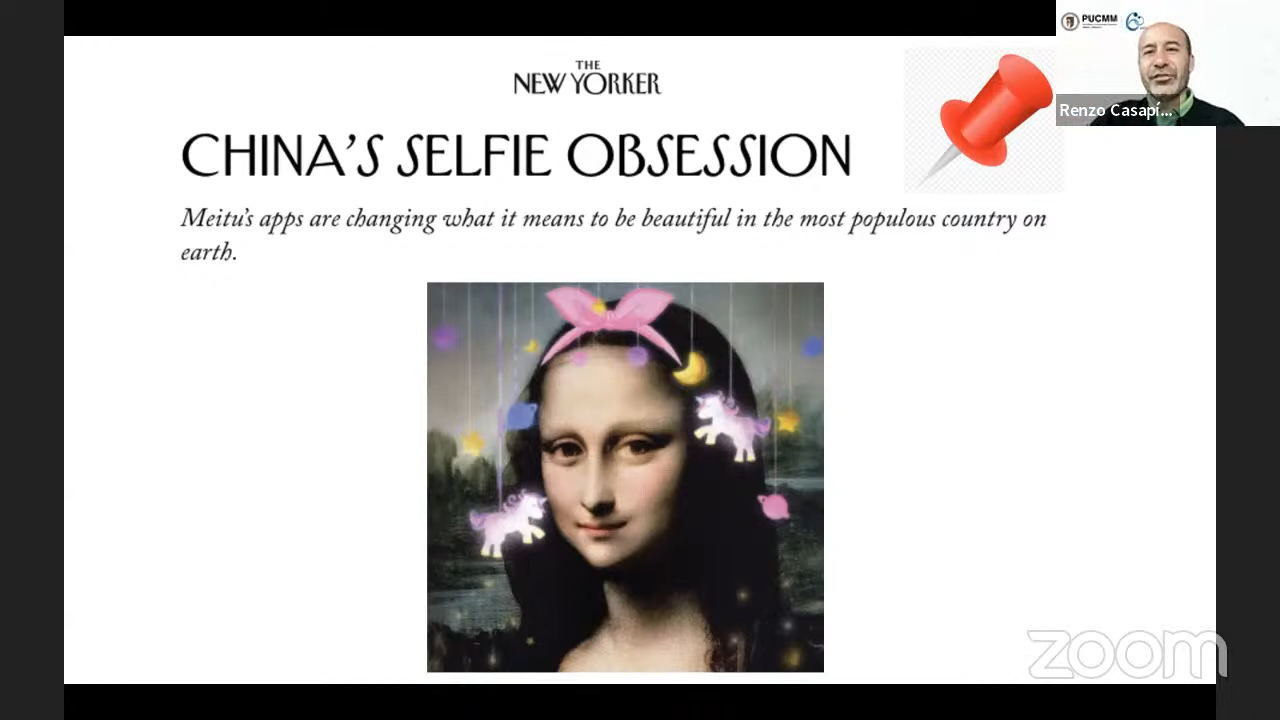 THE
NEW YORKER
CHINA'S SELFIE OBSESSION
Meitu's apps are changing what it means to be beautiful in the most populous country on
earth.
PUCMM
Renzo Casapí...
zoom